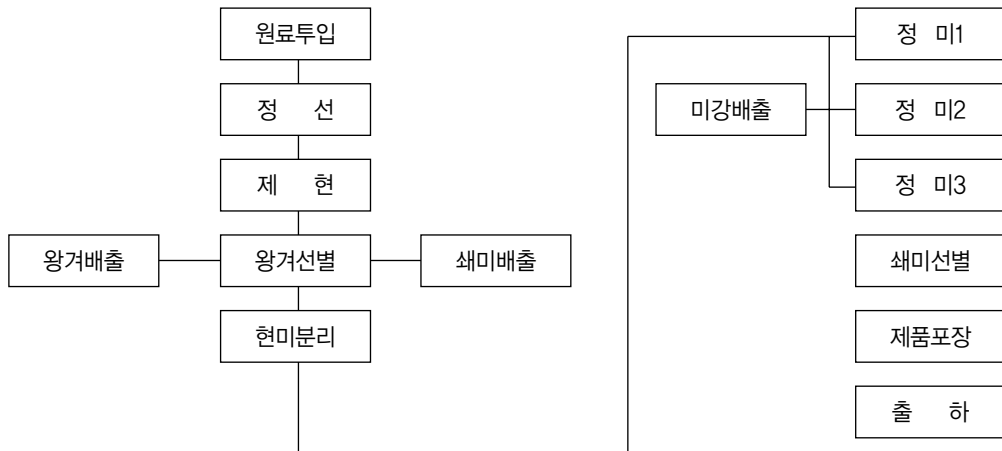 원료투입
정 선
제 현
왕겨배출
왕겨선별
쇄미배출
현미분리
정 미1
미강배출
정 미2
정 미3
쇄미선별
제품포장
출 하